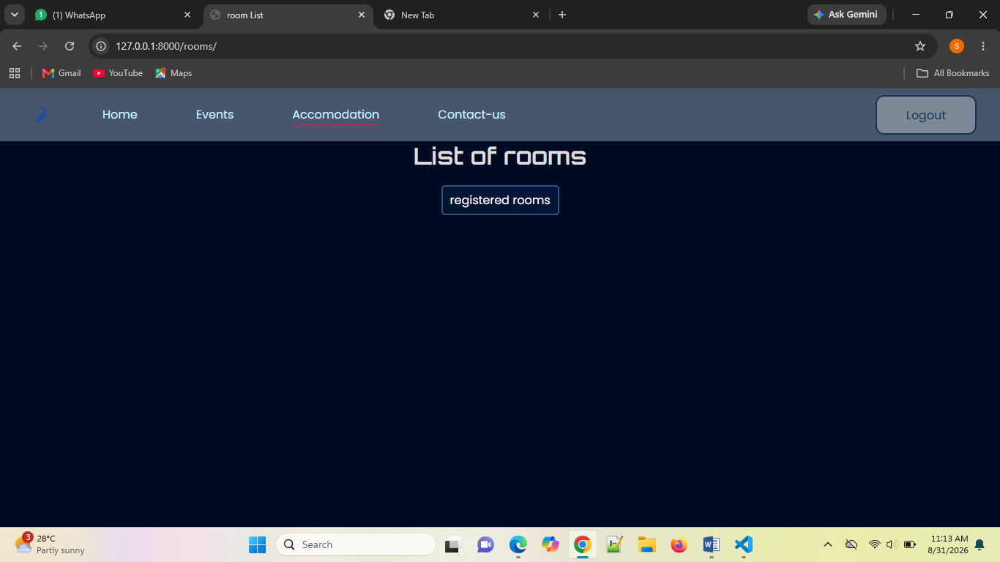 1 (1) WhatsApp
room List
New Tab
Ask Gemini
127.0.0.1:8000/rooms/
S
Gmail
YouTube
Maps
All Bookmarks
Home
Events
Accomodation
Contact-us
Logout
List of rooms
registered rooms
3
28°C
Partly sunny
Search
11:13 AM
8/31/2026